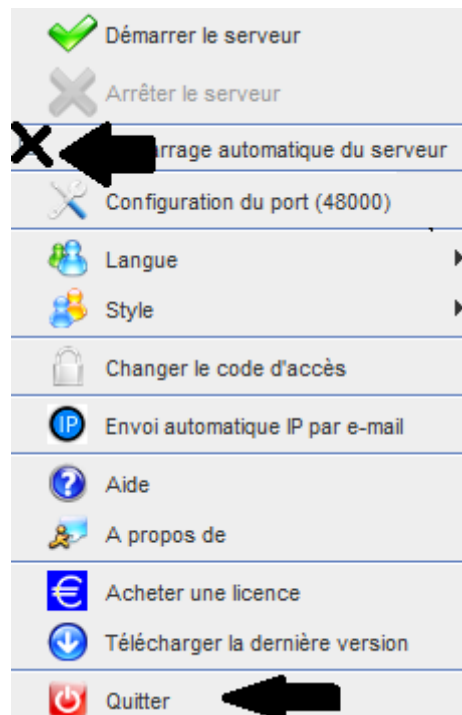 Démarrer le serveur
Arrêter le serveur
automatique du serveur
Configuration du port (48000)
Langue
Style
Changer le code d'accès
IP Envoi automatique IP par e-mail
? Aide
A propos de
€ Acheter une licence
Télécharger la dernière version
Quitter